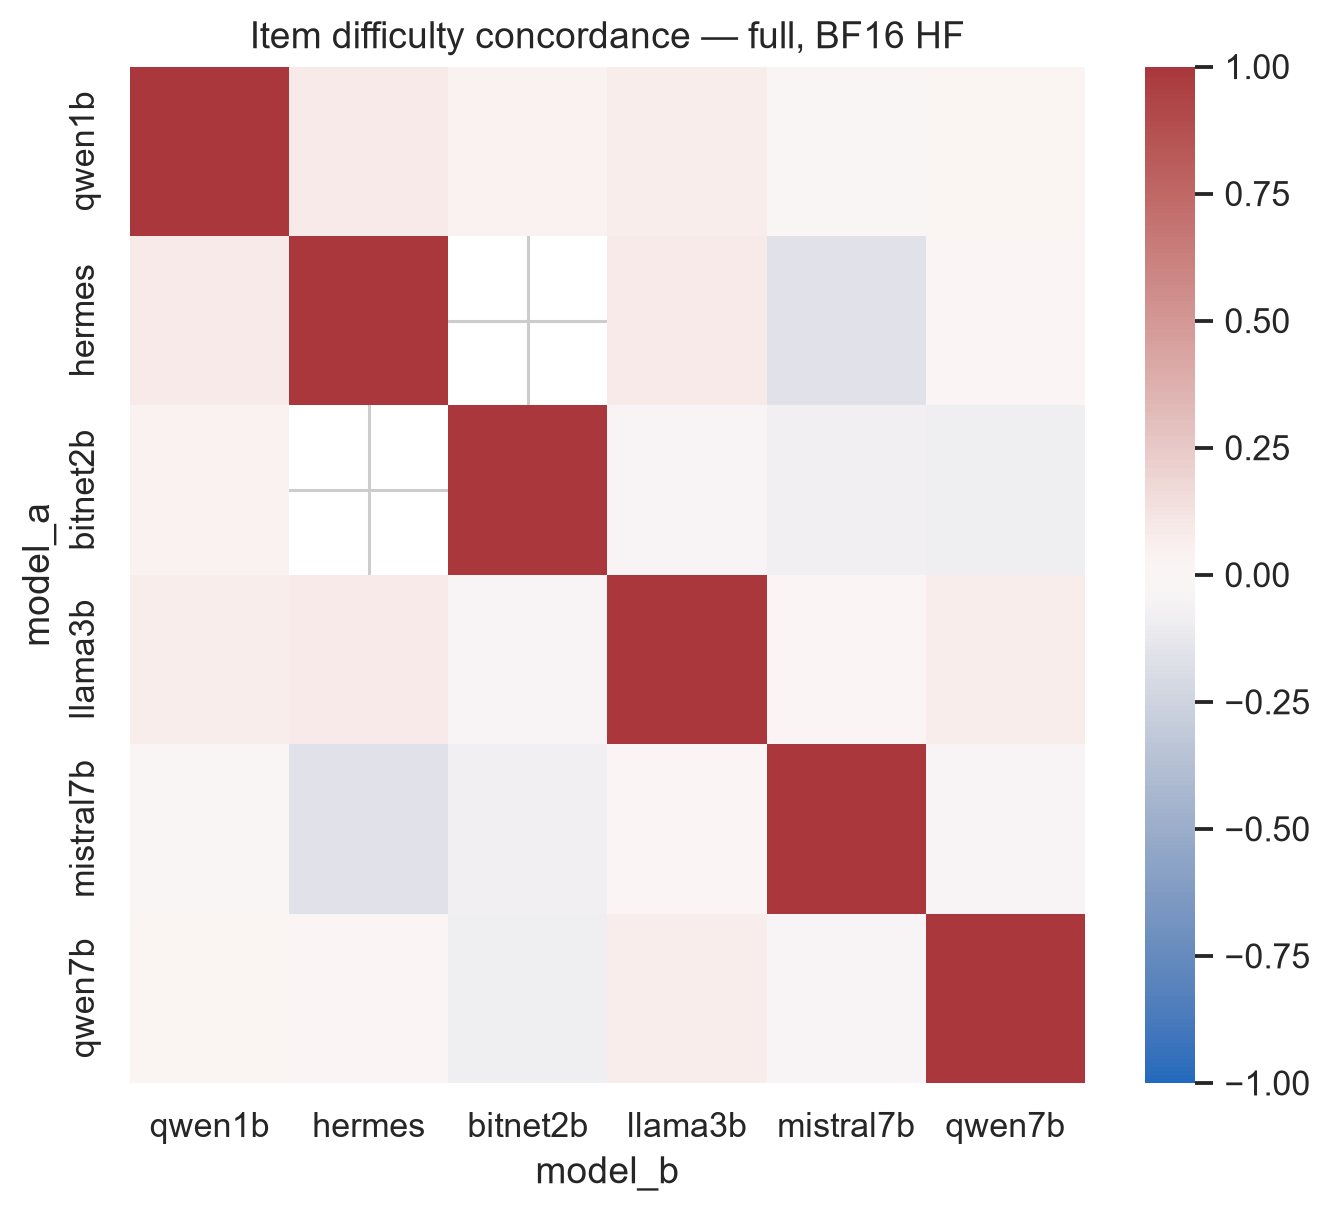 Item difficulty concordance — full, BF16 HF
model_a
qwen1b
hermes
bitnet2b
llama3b
mistral7b
qwen7b
qwen1b
hermes
bitnet2b
llama3b
mistral7b
qwen7b
model_b
1.00
0.75
0.50
0.25
0.00
−0.25
−0.50
−0.75
−1.00